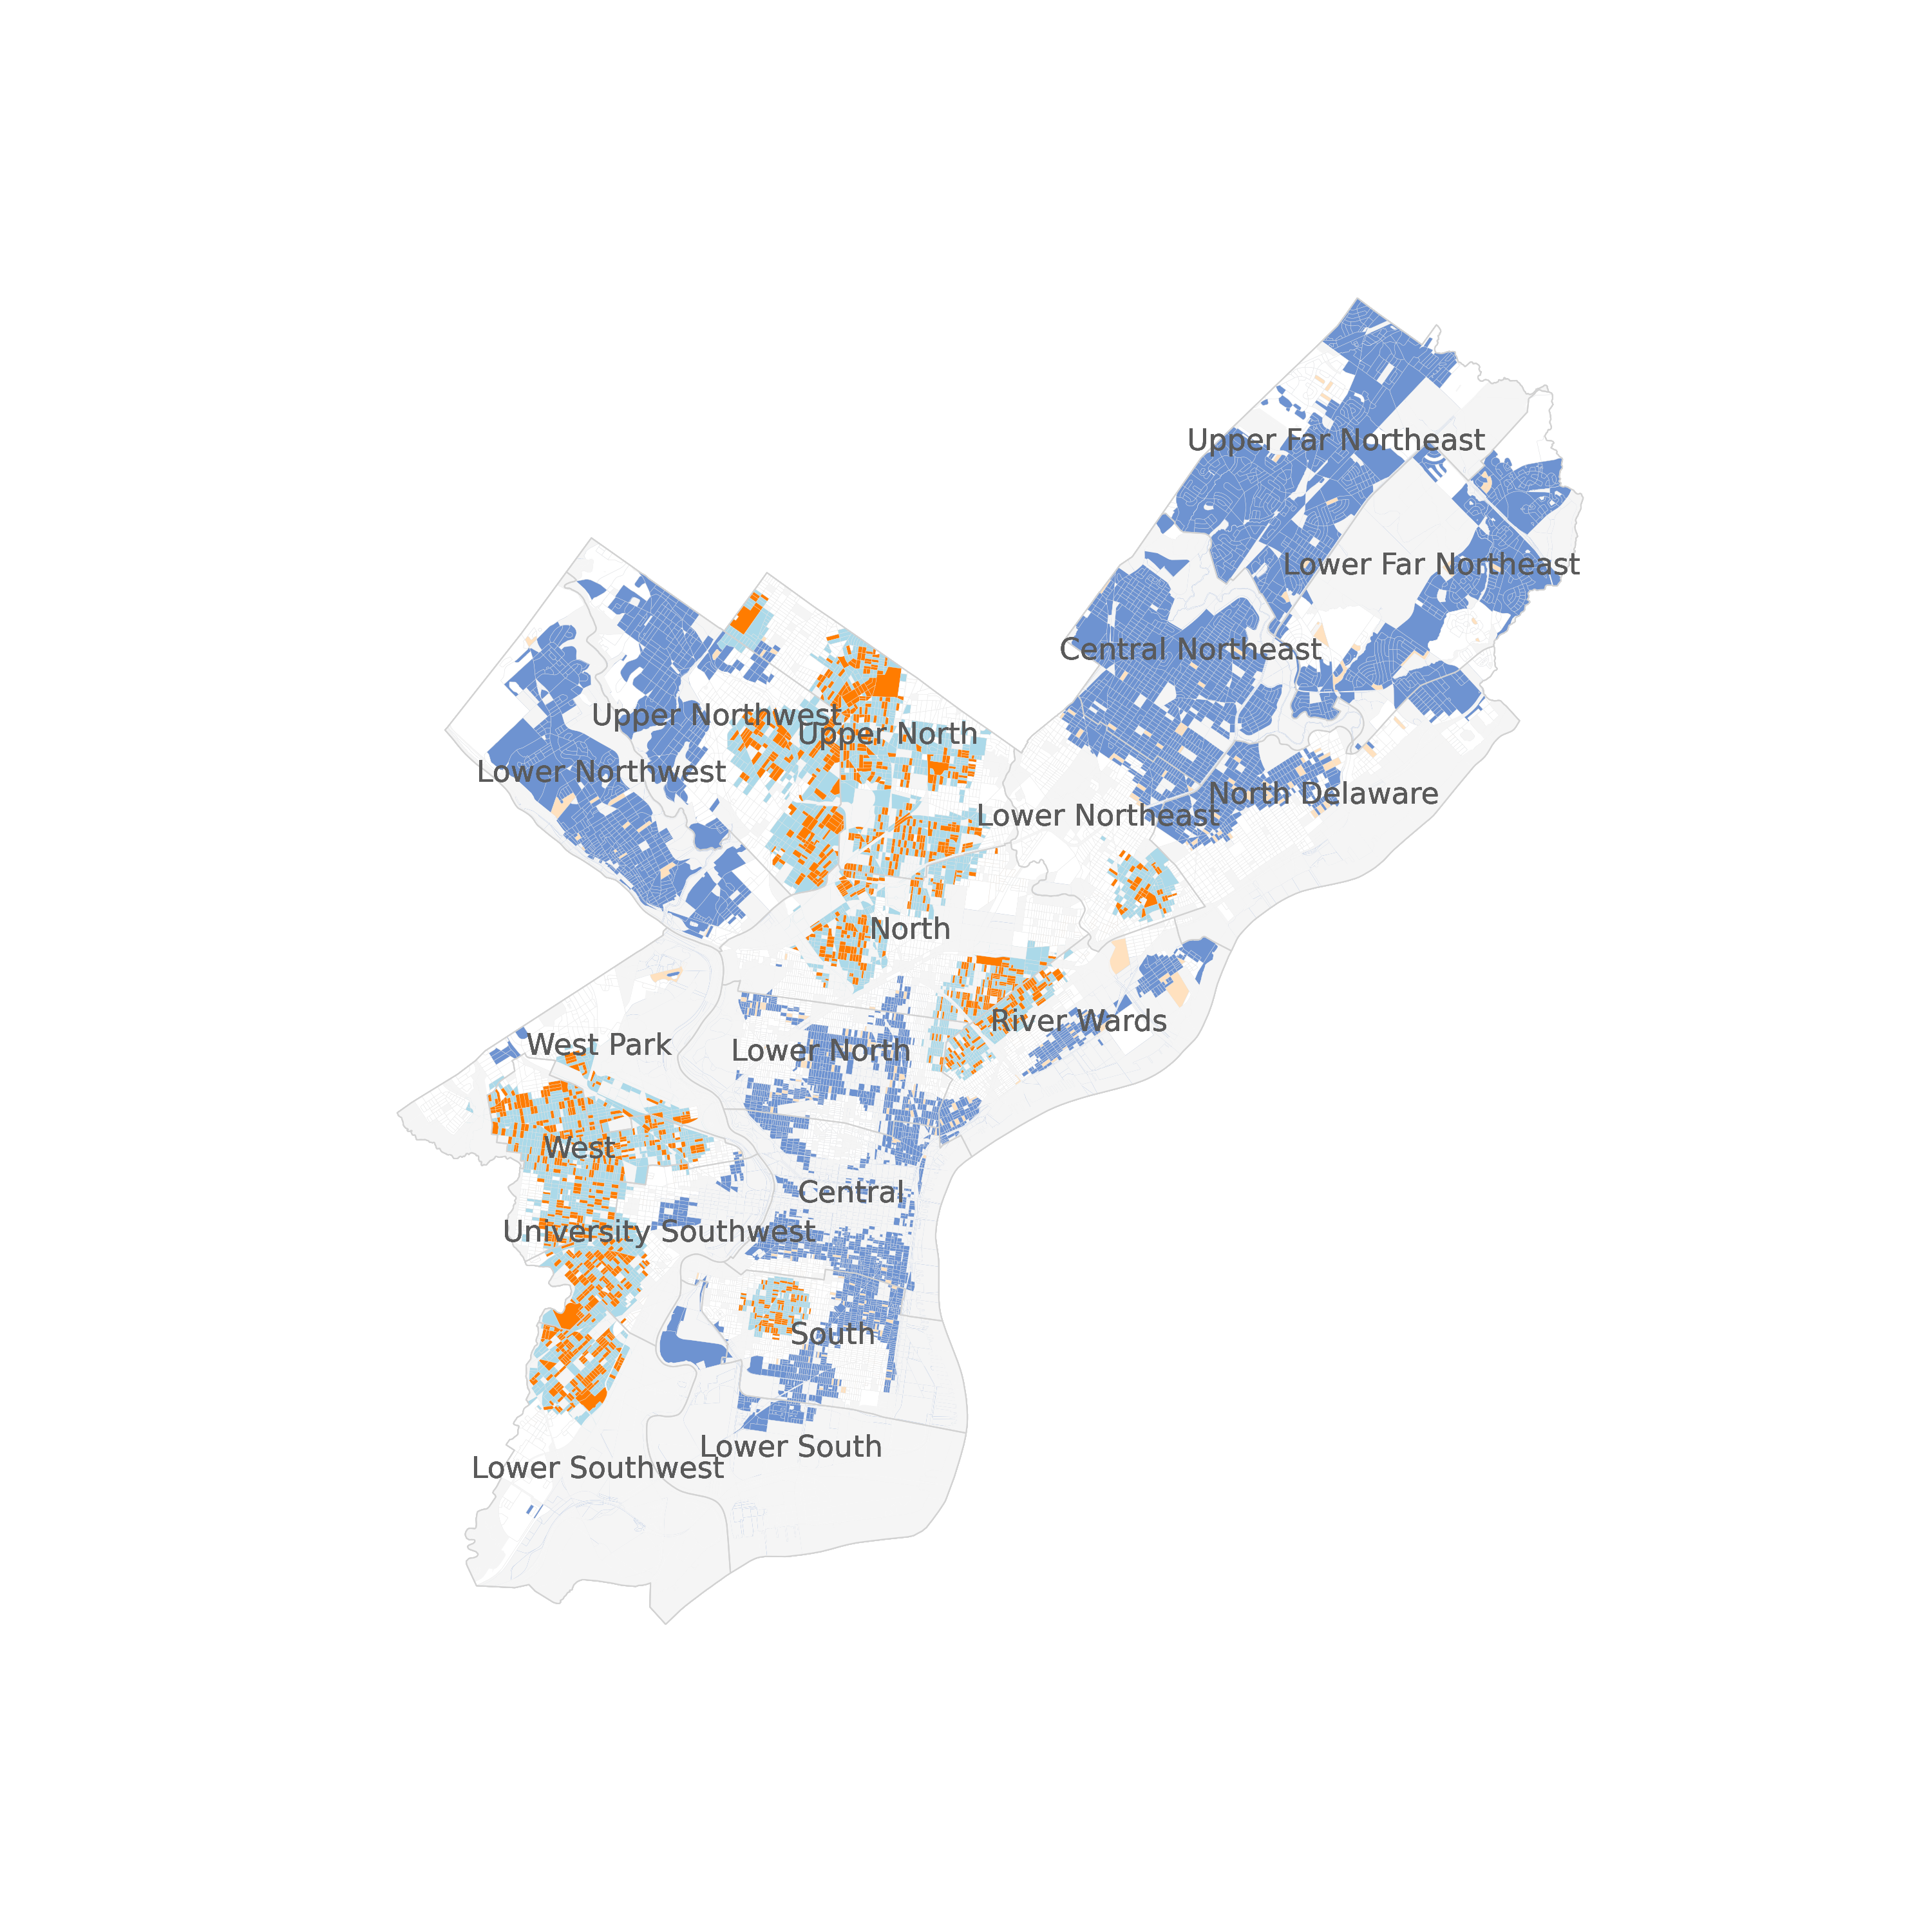 Upper Far Northeast
Lower Far Northeast
Central Northeast
Upper Northwest
Upper North
Lower Northwest
North Delaware
Lower Northeast
North
River Wards
West Park
Lower North
West
Central
University Southwest
South
Lower South
Lower Southwest